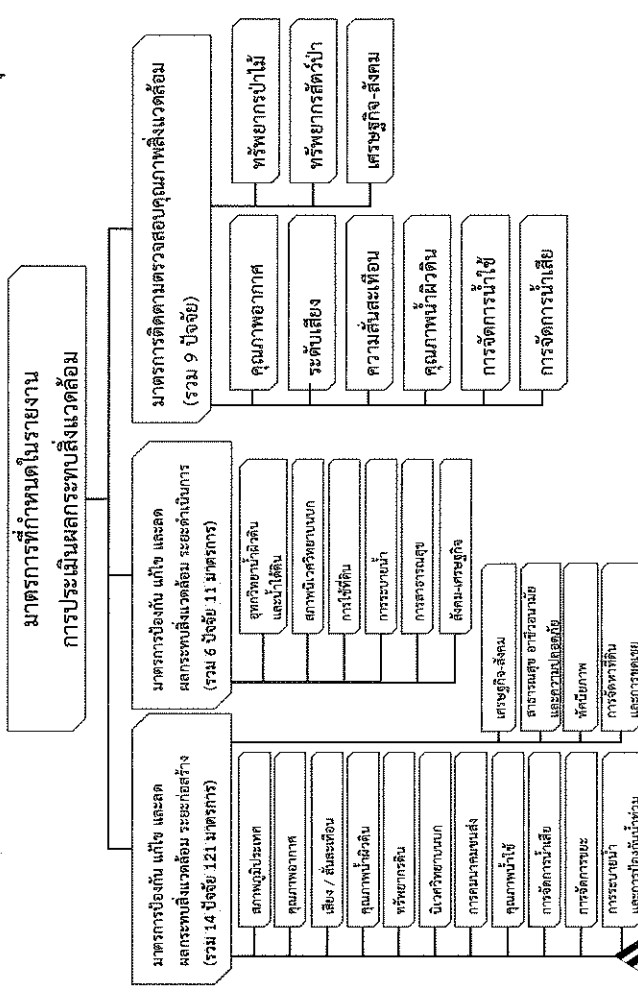 มาตรการที่กำหนดในรายงาน
การประเมินผลกระทบสิ่งแวดล้อม
มาตรการป้องกัน แก้ไข และลด
ผลกระทบสิ่งแวดล้อม ระยะก่อสร้าง
(รวม 14 ปัจจัย 121 มาตรการ)
สภาพภูมิประเทศ
คุณภาพอากาศ
เสียง / สั่นสะเทือน
คุณภาพน้ำผิวดิน
ทรัพยากรดิน
นิเวศวิทยาบนบก
การคมนาคมขนส่ง
คุณภาพน้ำใช้
การจัดการน้ำเสีย
การจัดการขยะ
การระบายน้ำ
และการป้องกันน้ำท่วม
เศรษฐกิจ-สังคม
สาธารณสุข อาชีวอนามัย
และความปลอดภัย
ทัศนียภาพ
การจัดหาที่ดิน
และการชดเชย
มาตรการป้องกัน แก้ไข และลด
ผลกระทบสิ่งแวดล้อม ระยะดำเนินการ
(รวม 6 ปัจจัย 11 มาตรการ)
อุทกวิทยาน้ำผิวดิน
และน้ำใต้ดิน
สภาพนิเวศวิทยาบนบก
การใช้ที่ดิน
การระบายน้ำ
การสาธารณสุข
สังคม-เศรษฐกิจ
มาตรการติดตามตรวจสอบคุณภาพสิ่งแวดล้อม
(รวม 9 ปัจจัย)
คุณภาพอากาศ
ระดับเสียง
ความสั่นสะเทือน
คุณภาพน้ำผิวดิน
การจัดการน้ำใช้
การจัดการน้ำเสีย
ทรัพยากรป่าไม้
ทรัพยากรสัตว์ป่า
เศรษฐกิจ-สังคม